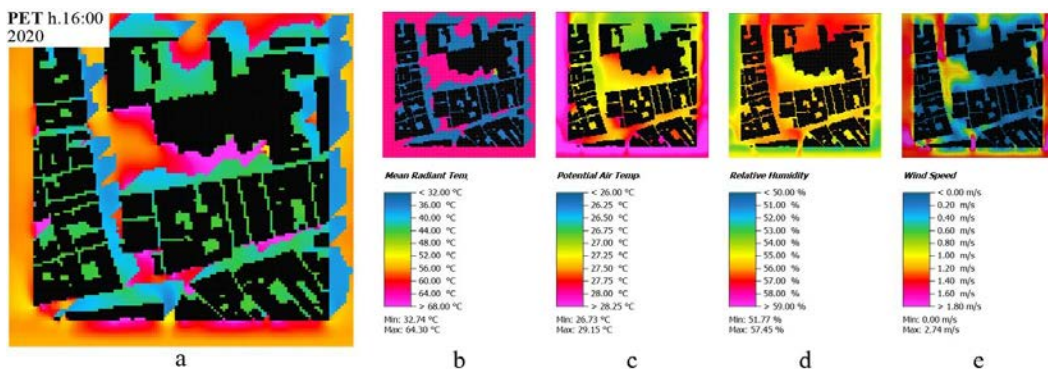 PET h.16:00
2020
a
Mean Radiant Tem
< 32.00 °C
36.00 °C
40.00 °C
44.00 °C
48.00 °C
52.00 °C
56.00 °C
60.00 °C
64.00 °C
> 68.00 °C
Min: 32.74 °C
Max: 64.30 °C
b
Potential Air Temp
< 26.00 °C
26.25 °C
26.50 °C
26.75 °C
27.00 °C
27.25 °C
27.50 °C
27.75 °C
28.00 °C
> 28.25 °C
Min: 26.73 °C
Max: 29.15 °C
c
Relative Humidity
< 50.00 %
51.00 %
52.00 %
53.00 %
54.00 %
55.00 %
56.00 %
57.00 %
58.00 %
> 59.00 %
Min: 51.77 %
Max: 57.45 %
d
Wind Speed
< 0.00 m/s
0.20 m/s
0.40 m/s
0.60 m/s
0.80 m/s
1.00 m/s
1.20 m/s
1.40 m/s
1.60 m/s
> 1.80 m/s
Min: 0.00 m/s
Max: 2.74 m/s
e